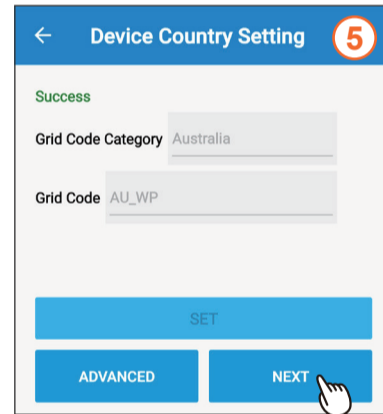 ← Device Country Setting 5
Success
Grid Code Category Australia
Grid Code AU_WP
SET
ADVANCED NEXT